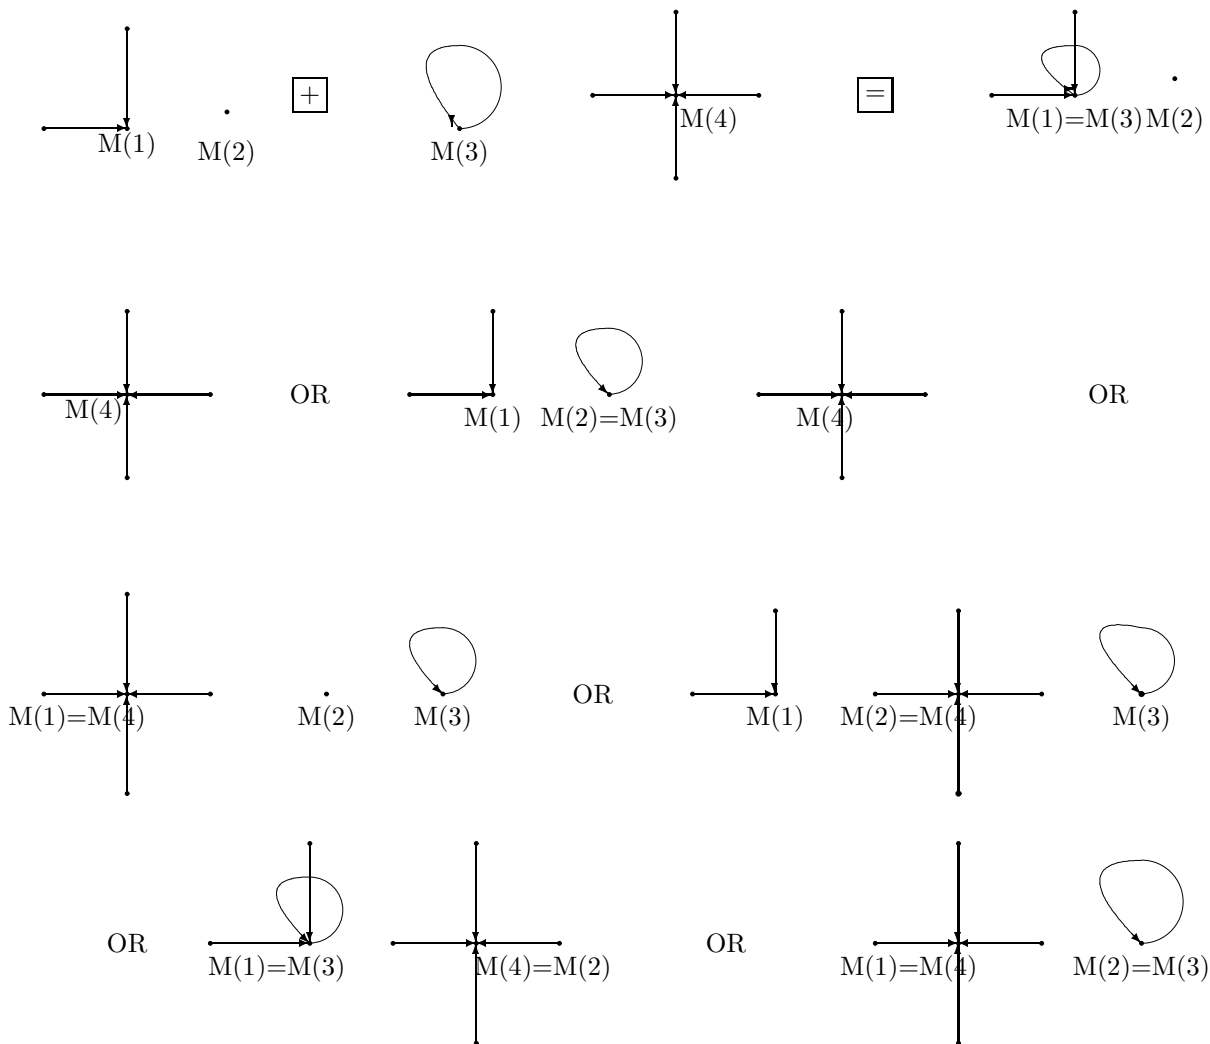 + =
M(1) M(2) M(3) M(4) M(1)=M(3) M(2)
OR OR
M(4) M(1) M(2)=M(3) M(4)
OR
M(1)=M(4) M(2) M(3) M(1) M(2)=M(4) M(3)
OR OR
M(1)=M(3) M(4)=M(2) M(1)=M(4) M(2)=M(3)